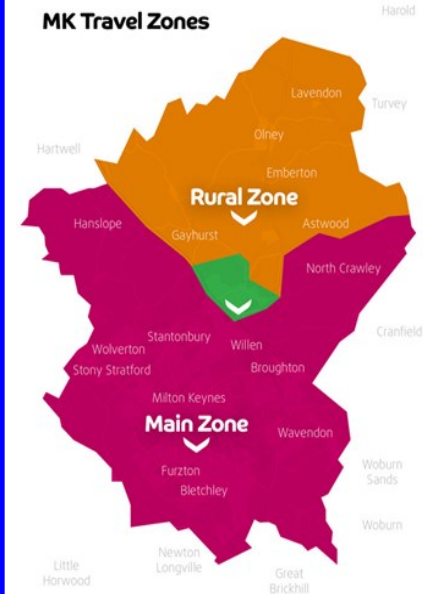 MK Travel Zones
Harold
Lavendon
Turvey
Olney
Hartwell
Emberton
Rural Zone
Hanslope
Astwood
Gayhurst
North Crawley
Cranfield
Stantonbury
Willen
Wolverton
Stony Stratford
Broughton
Milton Keynes
Main Zone
Wavendon
Furzton
Woburn
Sands
Bletchley
Woburn
Newton
Longville
Little
Horwood
Great
Brickhill